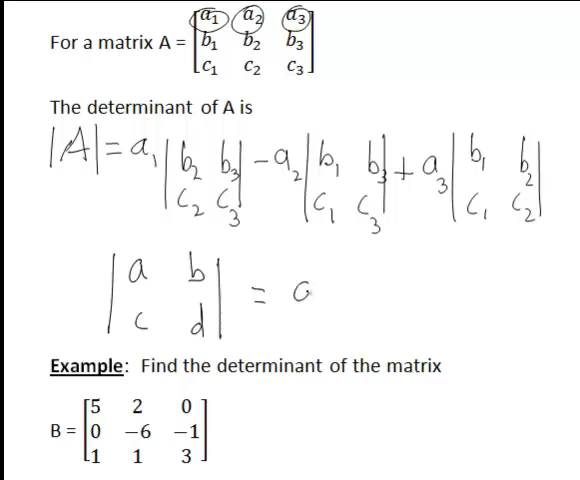 For a matrix A = [a₁ a₂ a₃
b₁ b₂ b₃
c₁ c₂ c₃]
The determinant of A is
|A| = a₁ |b₂ b₃| − a₂ |b₁ b₃| + a₃ |b₁ b₂|
|c₂ c₃| |c₁ c₃| |c₁ c₂|
|a b|
|c d| =
Example: Find the determinant of the matrix
B = [5 2 0
0 −6 −1
1 1 3]